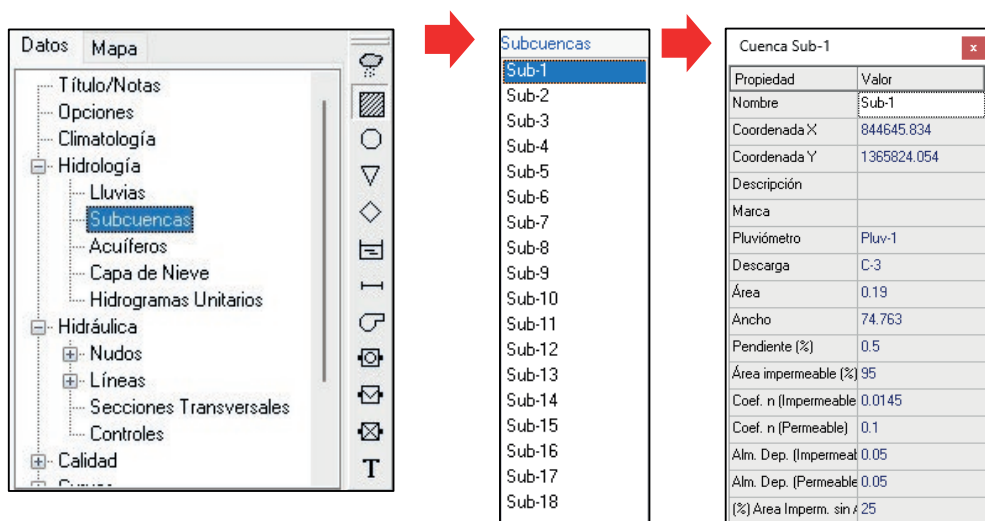 Datos Mapa
Título/Notas
Opciones
Climatología
Hidrología
Lluvias
Subcuencas
Acuíferos
Capa de Nieve
Hidrogramas Unitarios
Hidráulica
Nudos
Líneas
Secciones Transversales
Controles
Calidad
T
Subcuencas
Sub-1
Sub-2
Sub-3
Sub-4
Sub-5
Sub-6
Sub-7
Sub-8
Sub-9
Sub-10
Sub-11
Sub-12
Sub-13
Sub-14
Sub-15
Sub-16
Sub-17
Sub-18
Cuenca Sub-1 x
Propiedad Valor
Nombre Sub-1
Coordenada X 844645.834
Coordenada Y 1365824.054
Descripción
Marca
Pluviómetro Pluv-1
Descarga C-3
Área 0.19
Ancho 74.763
Pendiente (%) 0.5
Área impermeable (%) 95
Coef. n (Impermeable 0.0145
Coef. n (Permeable) 0.1
Alm. Dep. (Impermeab 0.05
Alm. Dep. (Permeable 0.05
(%) Area Imperm. sin 25